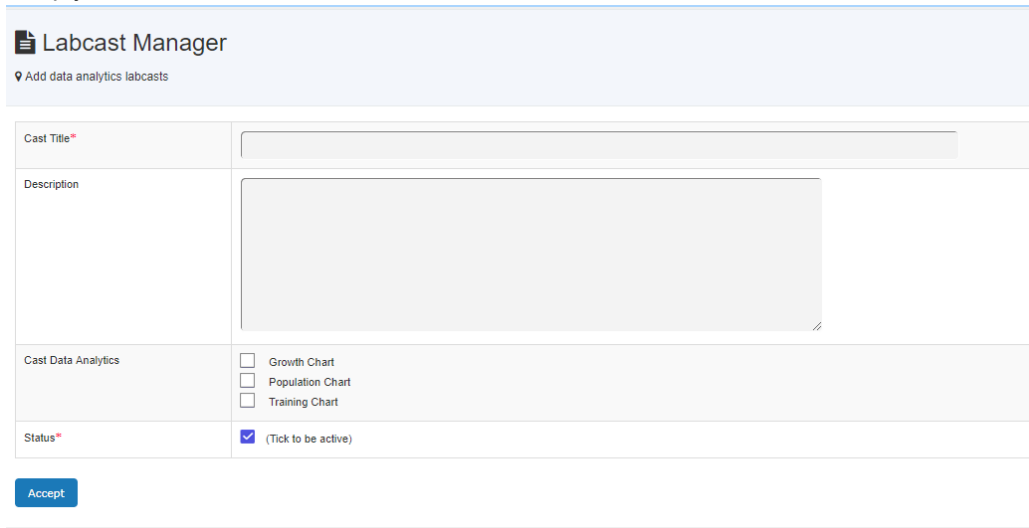 Labcast Manager
Add data analytics labcasts
Cast Title*
Description
Cast Data Analytics
Growth Chart
Population Chart
Training Chart
Status*
(Tick to be active)
Accept